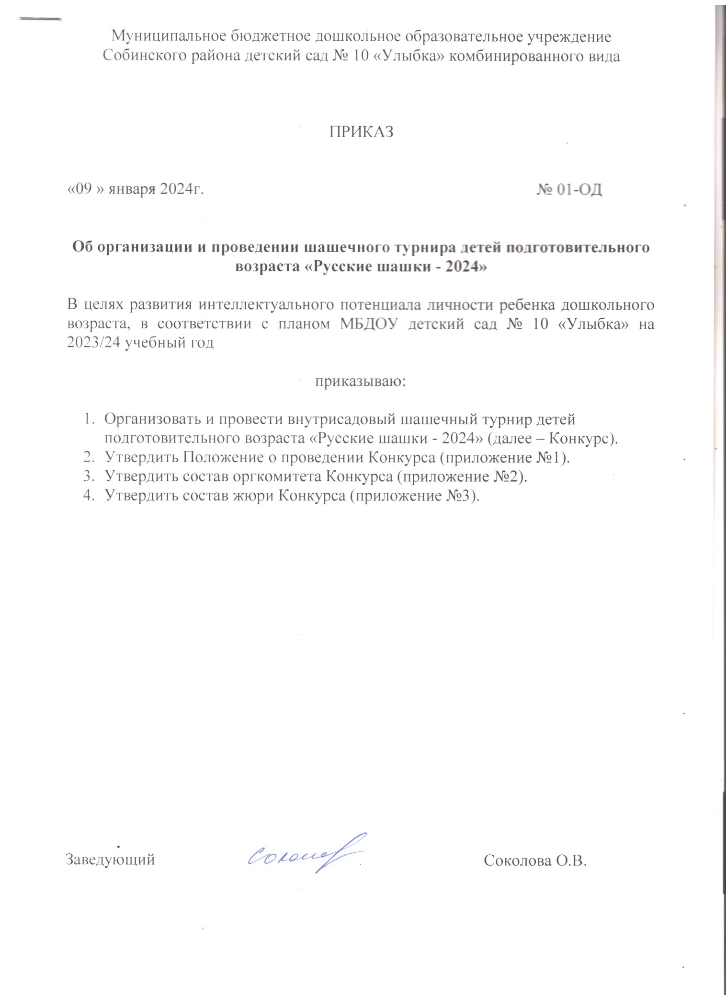 Муниципальное бюджетное дошкольное образовательное учреждение
Собинского района детский сад № 10 «Улыбка» комбинированного вида
ПРИКАЗ
«09 » января 2024г. № 01-ОД
Об организации и проведении шашечного турнира детей подготовительного
возраста «Русские шашки - 2024»
В целях развития интеллектуального потенциала личности ребенка дошкольного
возраста, в соответствии с планом МБДОУ детский сад № 10 «Улыбка» на
2023/24 учебный год
приказываю:
1. Организовать и провести внутрисадовый шашечный турнир детей
подготовительного возраста «Русские шашки - 2024» (далее – Конкурс).
2. Утвердить Положение о проведении Конкурса (приложение №1).
3. Утвердить состав оргкомитета Конкурса (приложение №2).
4. Утвердить состав жюри Конкурса (приложение №3).
Заведующий Соколова О.В.